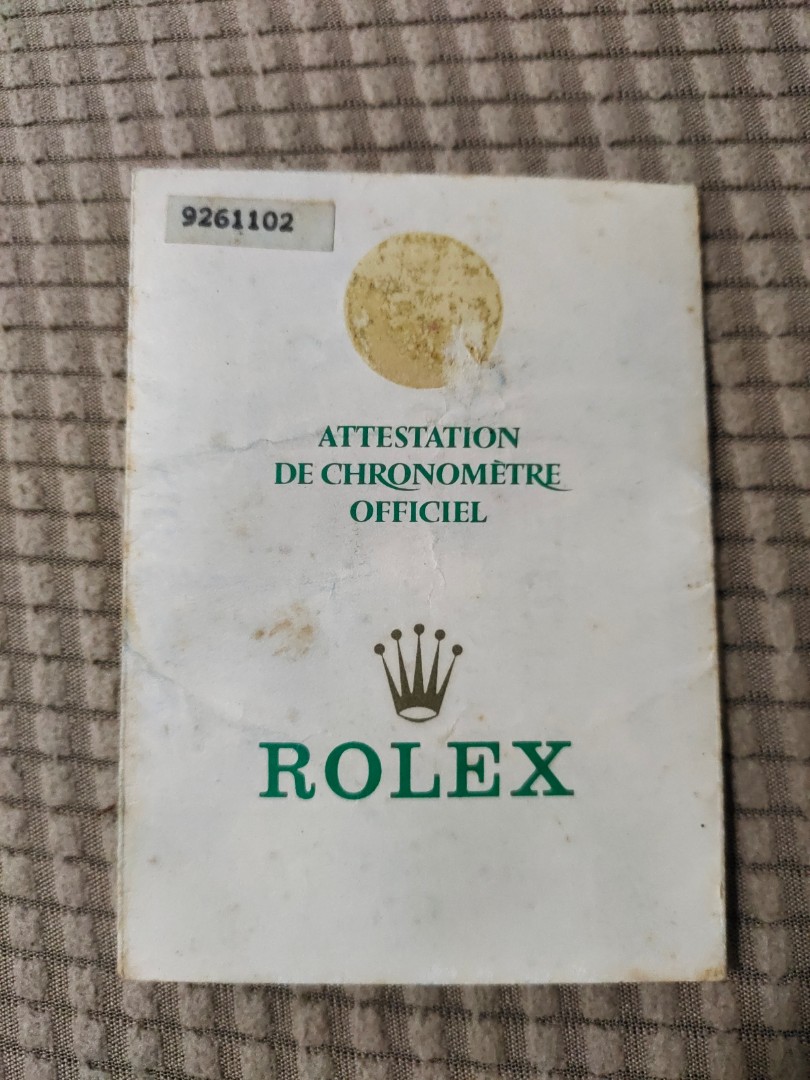 9261102
ATTESTATION
DE CHRONOMÈTRE
OFFICIEL
ROLEX